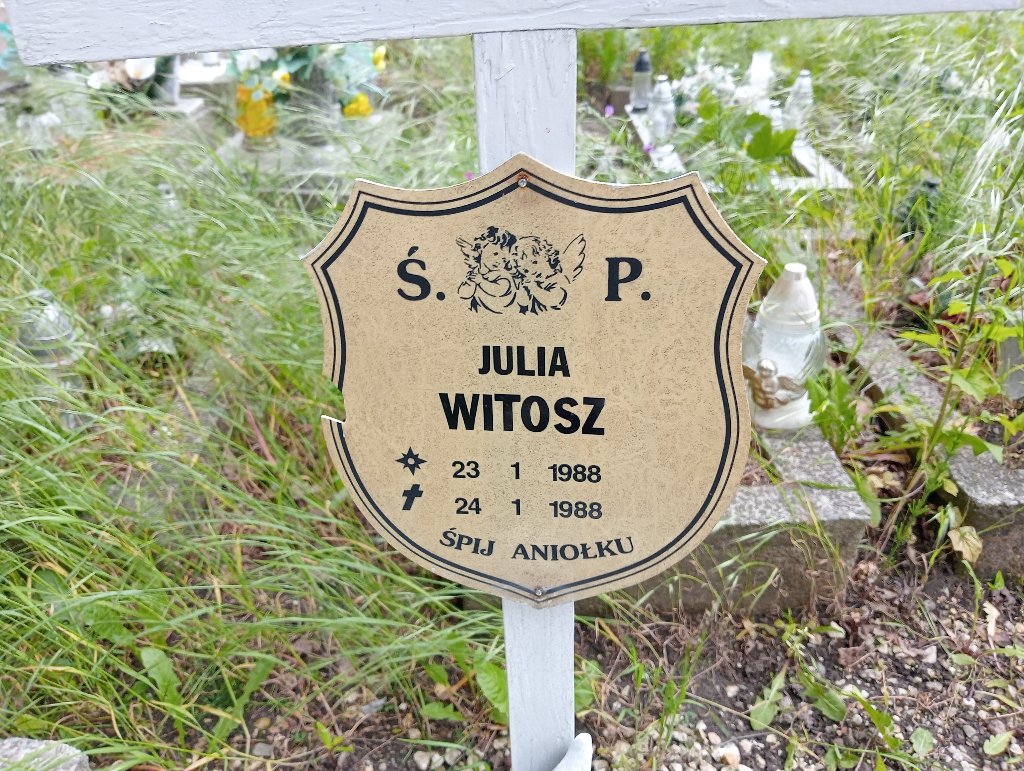 Ś. P.
JULIA
WITOSZ
23 1 1988
24 1 1988
ŚPIJ ANIOŁKU